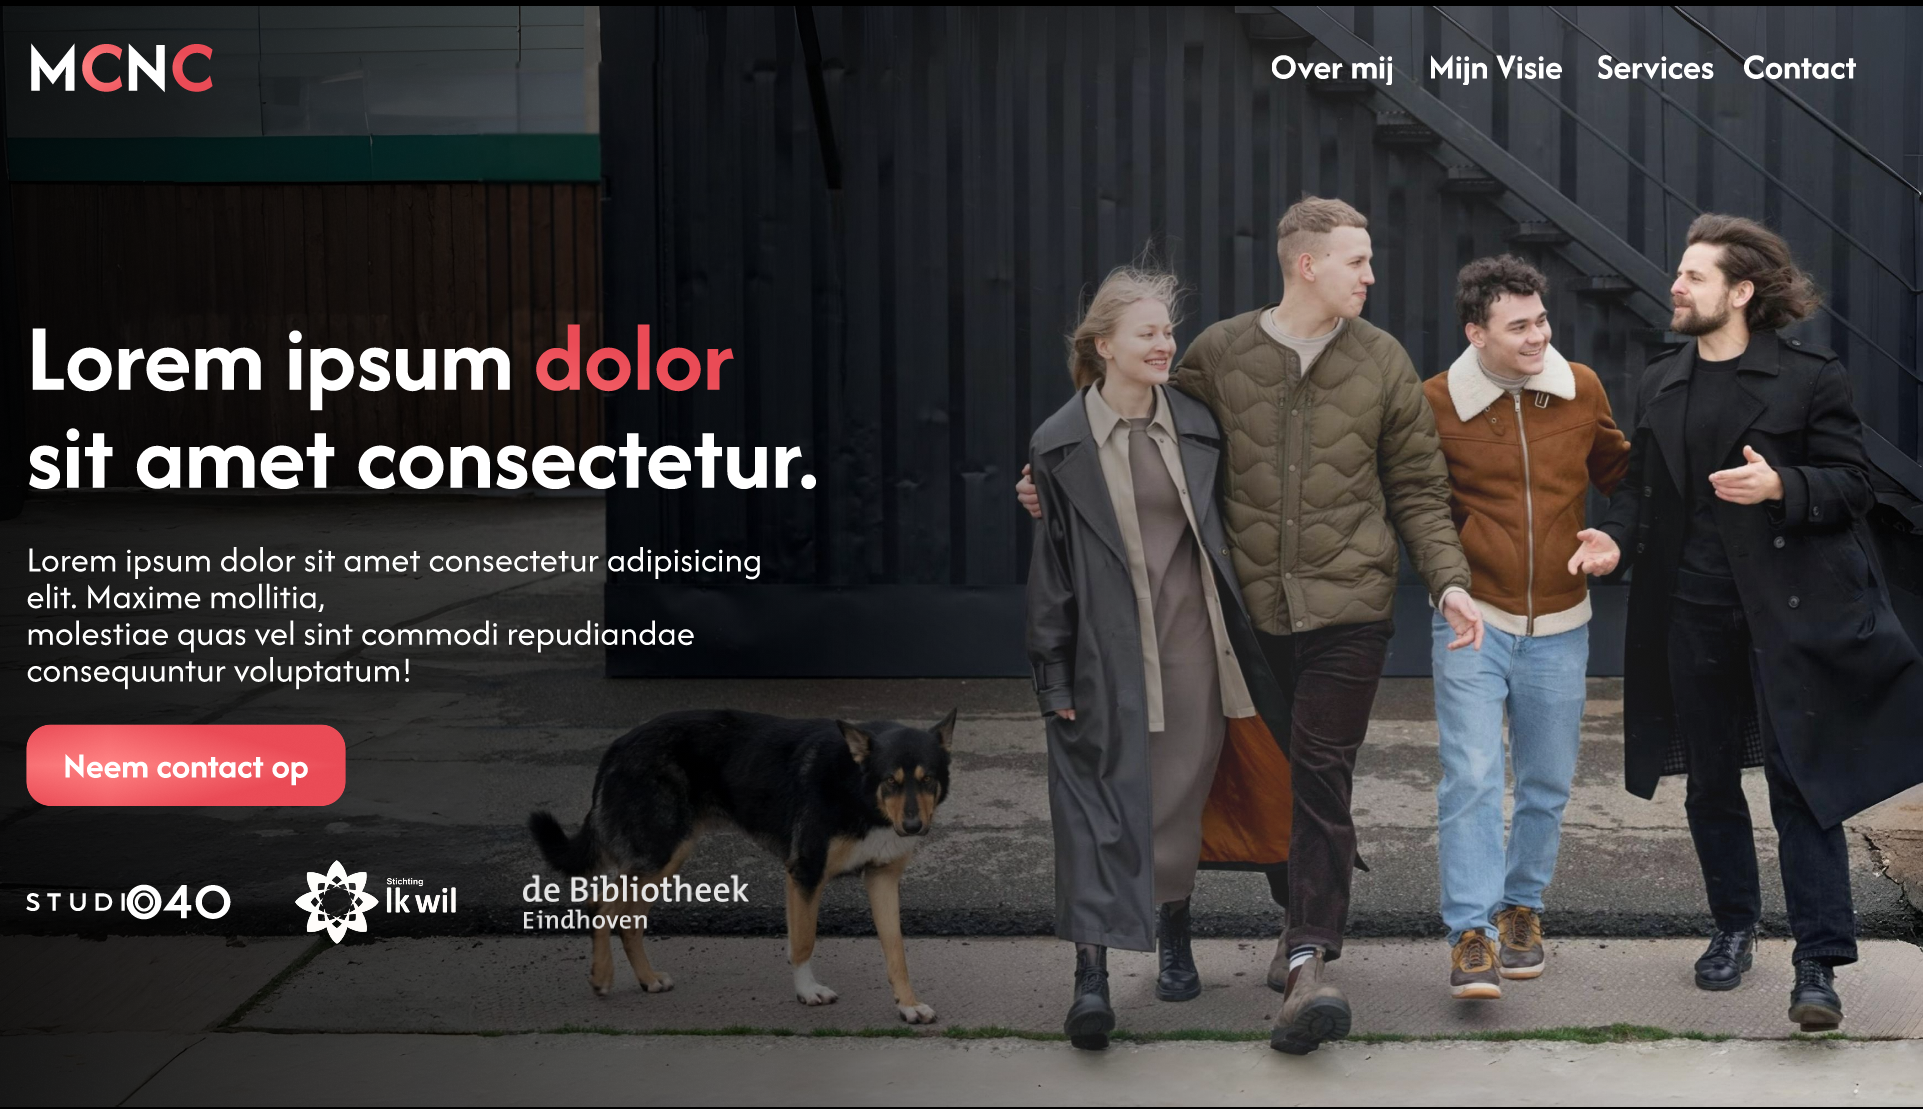 MCNC
Over mij Mijn Visie Services Contact
Lorem ipsum dolor
sit amet consectetur.
Lorem ipsum dolor sit amet consectetur adipisicing
elit. Maxime mollitia,
molestiae quas vel sint commodi repudiandae
consequuntur voluptatum!
Neem contact op
STUDIO40
Stichting
Ik wil
de Bibliotheek
Eindhoven